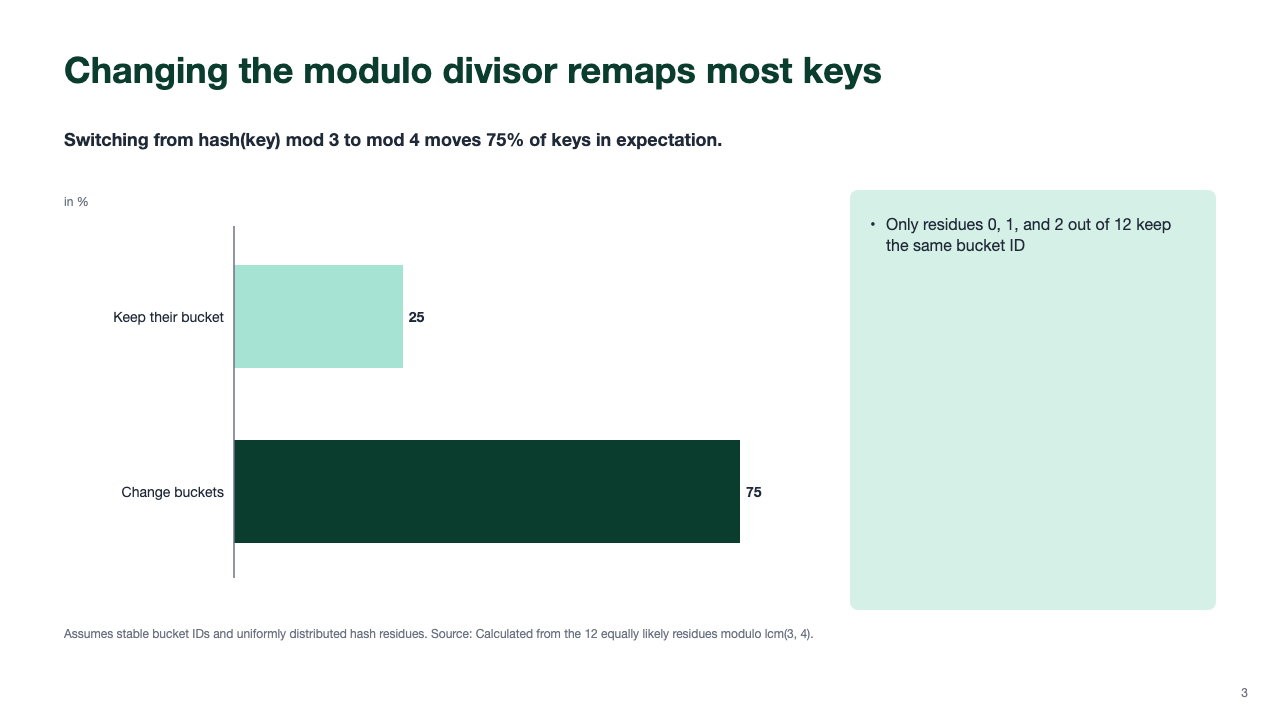 Changing the modulo divisor remaps most keys
Switching from hash(key) mod 3 to mod 4 moves 75% of keys in expectation.
in %
Keep their bucket
25
Change buckets
75
• Only residues 0, 1, and 2 out of 12 keep
the same bucket ID
Assumes stable bucket IDs and uniformly distributed hash residues. Source: Calculated from the 12 equally likely residues modulo lcm(3, 4).
3